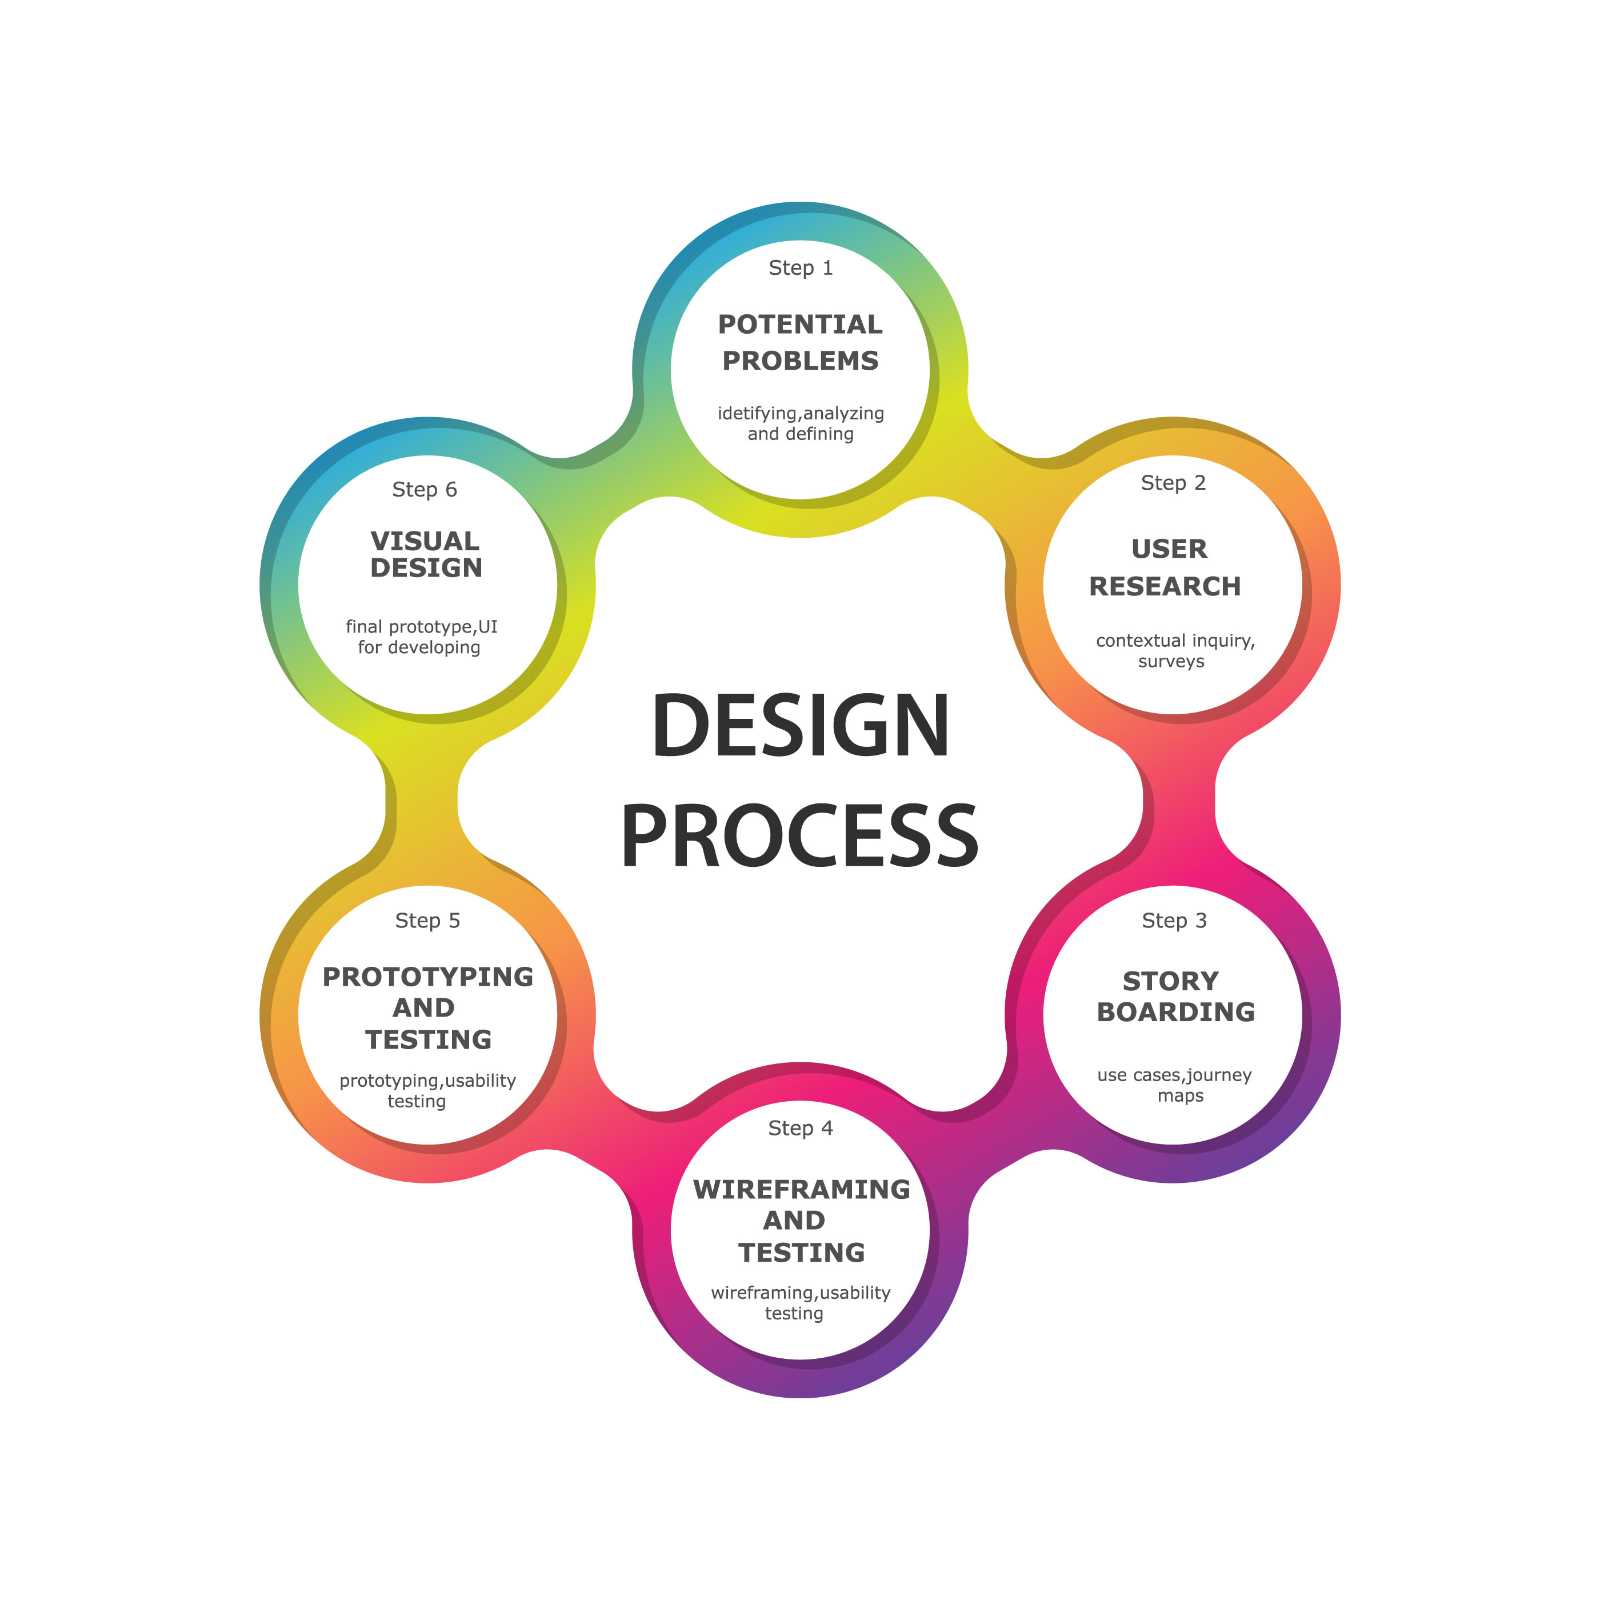 Step 1
POTENTIAL
PROBLEMS
idetifying,analyzing
and defining
Step 2
USER
RESEARCH
contextual inquiry,
surveys
Step 3
STORY
BOARDING
use cases,journey
maps
Step 4
WIREFRAMING
AND
TESTING
wireframing,usability
testing
Step 5
PROTOTYPING
AND
TESTING
prototyping,usability
testing
Step 6
VISUAL
DESIGN
final prototype,UI
for developing
DESIGN
PROCESS